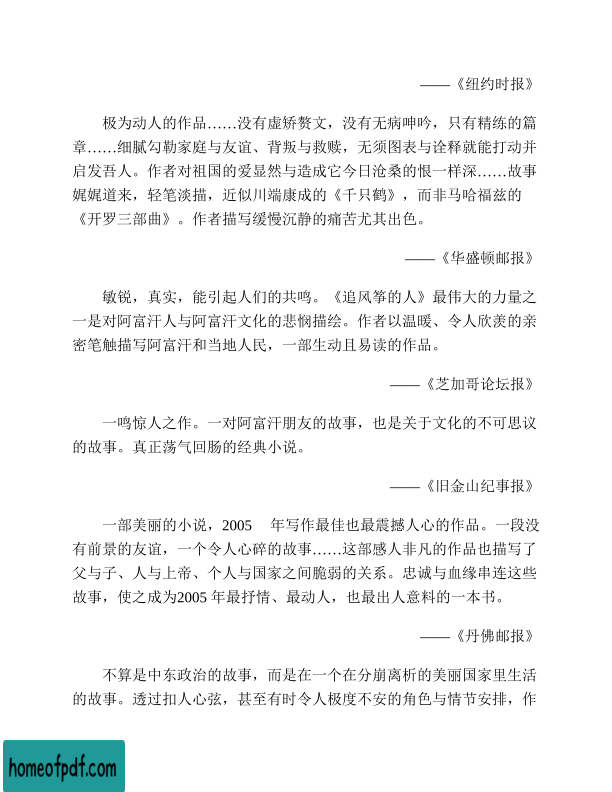 ——《纽约时报》
极为动人的作品……没有虚矫赘文，没有无病呻吟，只有精练的篇
章……细腻勾勒家庭与友谊、背叛与救赎，无须图表与诠释就能打动并
启发吾人。作者对祖国的爱显然与造成它今日沧桑的恨一样深……故事
娓娓道来，轻笔淡描，近似川端康成的《千只鹤》，而非马哈福兹的
《开罗三部曲》。作者描写缓慢沉静的痛苦尤其出色。
——《华盛顿邮报》
敏锐，真实，能引起人们的共鸣。《追风筝的人》最伟大的力量之
一是对阿富汗人与阿富汗文化的悲悯描绘。作者以温暖、令人欣羡的亲
密笔触描写阿富汗和当地人民，一部生动且易读的作品。
——《芝加哥论坛报》
一鸣惊人之作。一对阿富汗朋友的故事，也是关于文化的不可思议
的故事。真正荡气回肠的经典小说。
——《旧金山纪事报》
一部美丽的小说，2005 年写作最佳也最震撼人心的作品。一段没
有前景的友谊，一个令人心碎的故事……这部感人非凡的作品也描写了
父与子、人与上帝、个人与国家之间脆弱的关系。忠诚与血缘串连这些
故事，使之成为2005 年最抒情、最动人，也最出人意料的一本书。
——《丹佛邮报》
不算是中东政治的故事，而是在一个在分崩离析的美丽国家里生活
的故事。透过扣人心弦，甚至有时令人极度不安的角色与情节安排，作
homeofpdf.com